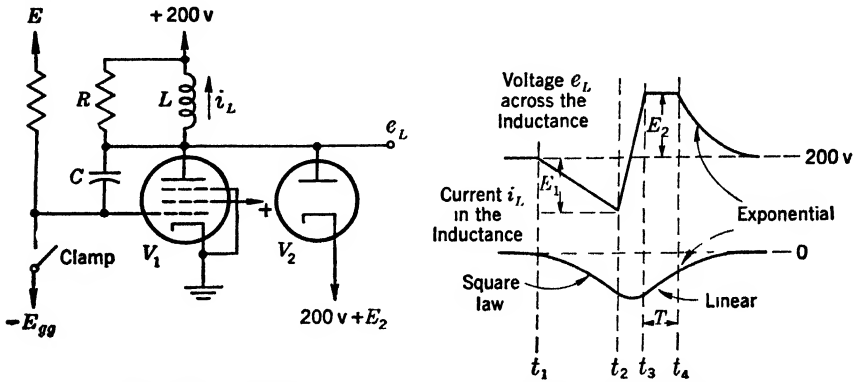 E
+200 v
R
L
i_L
e_L
C
+
Clamp
V_1
V_2
-E_gg
200 v + E_2
Voltage e_L
across the
Inductance
E_2
200 v
E_1
Current i_L
in the
Inductance
Exponential
0
Square
law
Linear
T
t_1
t_2
t_3
t_4